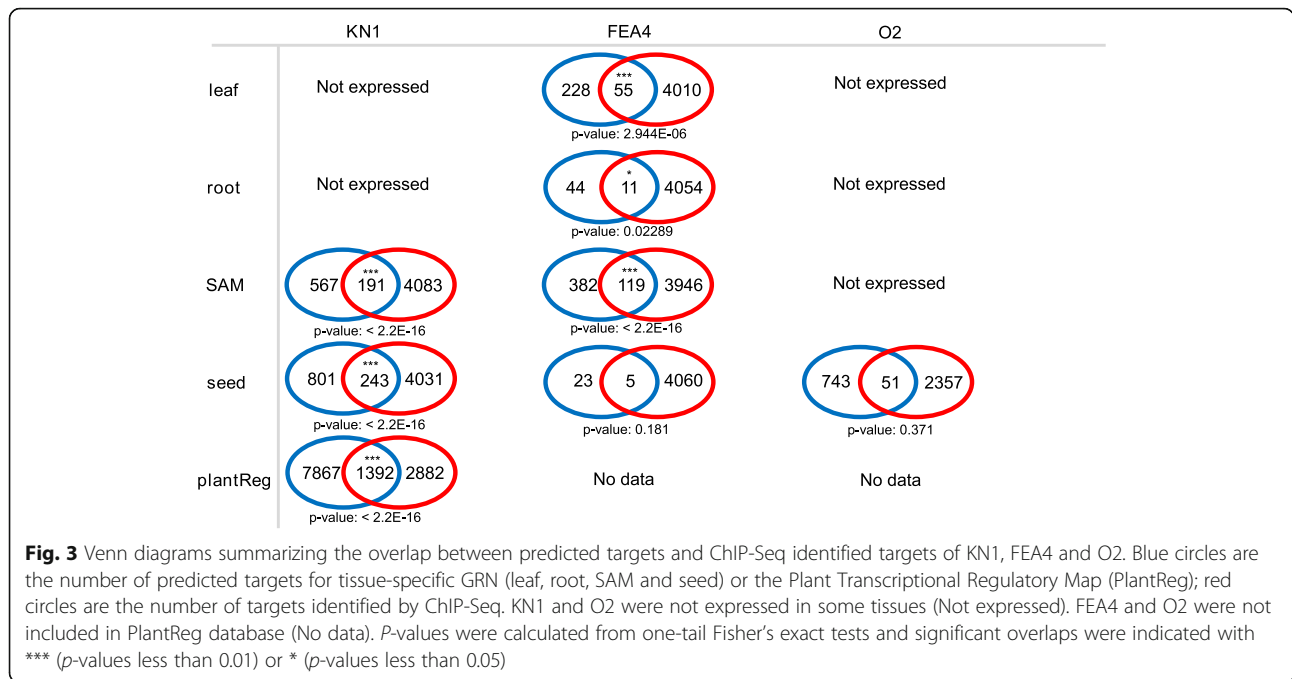 KN1 FEA4 O2
leaf Not expressed 228 *** 55 4010 Not expressed
p-value: 2.944E-06
root Not expressed 44 * 11 4054 Not expressed
p-value: 0.02289
SAM 567 *** 191 4083 382 *** 119 3946 Not expressed
p-value: < 2.2E-16 p-value: < 2.2E-16
seed 801 *** 243 4031 23 5 4060 743 51 2357
p-value: < 2.2E-16 p-value: 0.181 p-value: 0.371
plantReg 7867 *** 1392 2882 No data No data
p-value: < 2.2E-16
Fig. 3 Venn diagrams summarizing the overlap between predicted targets and ChIP-Seq identified targets of KN1, FEA4 and O2. Blue circles are
the number of predicted targets for tissue-specific GRN (leaf, root, SAM and seed) or the Plant Transcriptional Regulatory Map (PlantReg); red
circles are the number of targets identified by ChIP-Seq. KN1 and O2 were not expressed in some tissues (Not expressed). FEA4 and O2 were not
included in PlantReg database (No data). P-values were calculated from one-tail Fisher's exact tests and significant overlaps were indicated with
*** (p-values less than 0.01) or * (p-values less than 0.05)